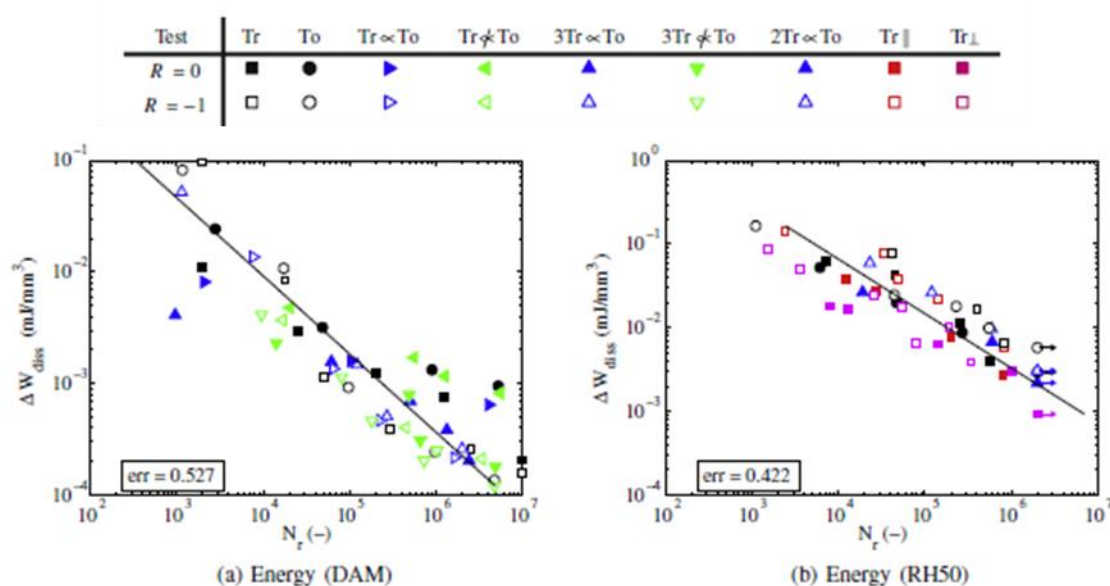 Test Tr To Tr ∝ To Tr ∝̸ To 3Tr ∝ To 3Tr ∝̸ To 2Tr ∝ To Tr ∥ Tr⊥
R = 0
R = −1
10⁻¹
10⁻²
10⁻³
10⁻⁴
ΔW_diss (mJ/mm³)
err = 0.527
10² 10³ 10⁴ 10⁵ 10⁶ 10⁷
N_r (−)
(a) Energy (DAM)
10⁰
10⁻¹
10⁻²
10⁻³
10⁻⁴
ΔW_diss (mJ/mm³)
err = 0.422
10² 10³ 10⁴ 10⁵ 10⁶ 10⁷
N_r (−)
(b) Energy (RH50)